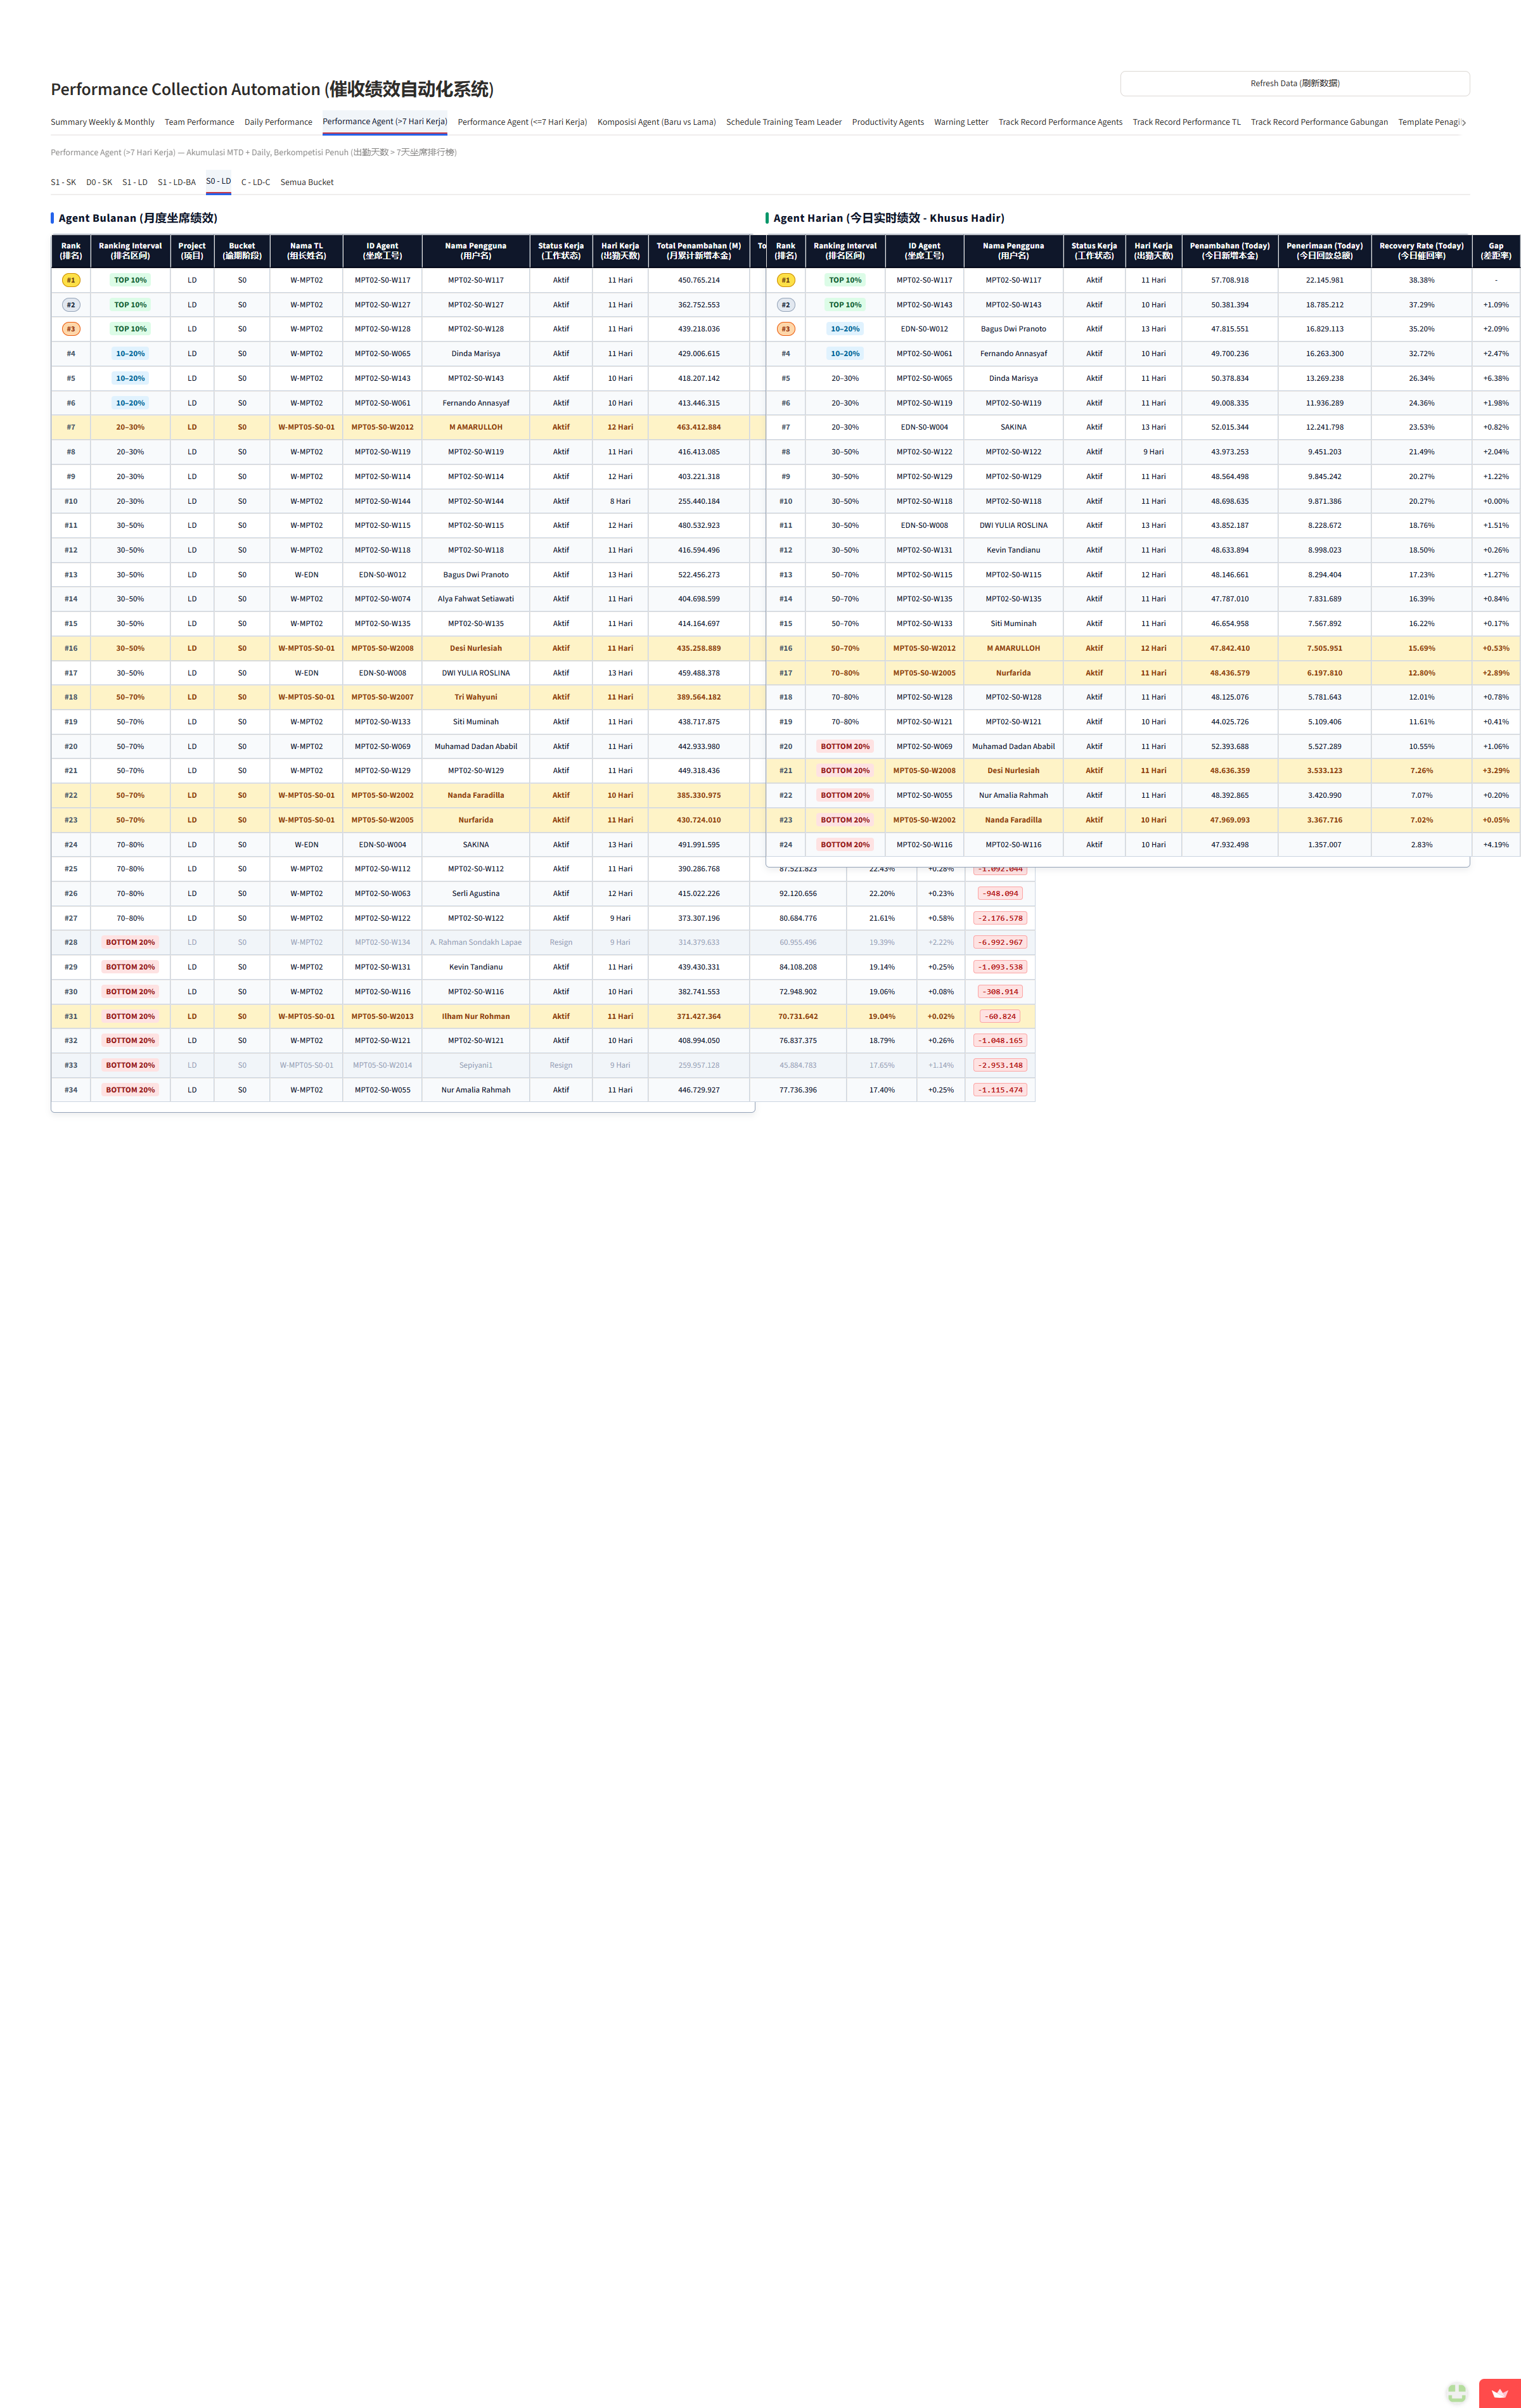 Performance Collection Automation (催收绩效自动化系统)
Refresh Data (刷新数据)
Summary Weekly & Monthly Team Performance Daily Performance Performance Agent (>7 Hari Kerja) Performance Agent (<=7 Hari Kerja) Komposisi Agent (Baru vs Lama) Schedule Training Team Leader Productivity Agents Warning Letter Track Record Performance Agents Track Record Performance TL Track Record Performance Gabungan Template Penagi
Performance Agent (>7 Hari Kerja) — Akumulasi MTD + Daily, Berkompetisi Penuh (出勤天数 > 7天坐席排行榜)
S1 - SK D0 - SK S1 - LD S1 - LD-BA S0 - LD C - LD-C Semua Bucket
Agent Bulanan (月度坐席绩效)
Rank Ranking Interval Project Bucket Nama TL ID Agent Nama Pengguna Status Kerja Hari Kerja Total Penambahan (M) To
(排名) (排名区间) (项目) (逾期阶段) (组长姓名) (坐席工号) (用户名) (工作状态) (出勤天数) (月累计新增本金)
#1 TOP 10% LD S0 W-MPT02 MPT02-S0-W117 MPT02-S0-W117 Aktif 11 Hari 450.765.214
#2 TOP 10% LD S0 W-MPT02 MPT02-S0-W127 MPT02-S0-W127 Aktif 11 Hari 362.752.553
#3 TOP 10% LD S0 W-MPT02 MPT02-S0-W128 MPT02-S0-W128 Aktif 11 Hari 439.218.036
#4 10–20% LD S0 W-MPT02 MPT02-S0-W065 Dinda Marisya Aktif 11 Hari 429.006.615
#5 10–20% LD S0 W-MPT02 MPT02-S0-W143 MPT02-S0-W143 Aktif 10 Hari 418.207.142
#6 10–20% LD S0 W-MPT02 MPT02-S0-W061 Fernando Annasyaf Aktif 10 Hari 413.446.315
#7 20–30% LD S0 W-MPT05-S0-01 MPT05-S0-W2012 M AMARULLOH Aktif 12 Hari 463.412.884
#8 20–30% LD S0 W-MPT02 MPT02-S0-W119 MPT02-S0-W119 Aktif 11 Hari 416.413.085
#9 20–30% LD S0 W-MPT02 MPT02-S0-W114 MPT02-S0-W114 Aktif 12 Hari 403.221.318
#10 20–30% LD S0 W-MPT02 MPT02-S0-W144 MPT02-S0-W144 Aktif 8 Hari 255.440.184
#11 30–50% LD S0 W-MPT02 MPT02-S0-W115 MPT02-S0-W115 Aktif 12 Hari 480.532.923
#12 30–50% LD S0 W-MPT02 MPT02-S0-W118 MPT02-S0-W118 Aktif 11 Hari 416.594.496
#13 30–50% LD S0 W-EDN EDN-S0-W012 Bagus Dwi Pranoto Aktif 13 Hari 522.456.273
#14 30–50% LD S0 W-MPT02 MPT02-S0-W074 Alya Fahwat Setiawati Aktif 11 Hari 404.698.599
#15 30–50% LD S0 W-MPT02 MPT02-S0-W135 MPT02-S0-W135 Aktif 11 Hari 414.164.697
#16 30–50% LD S0 W-MPT05-S0-01 MPT05-S0-W2008 Desi Nurlesiah Aktif 11 Hari 435.258.889
#17 30–50% LD S0 W-EDN EDN-S0-W008 DWI YULIA ROSLINA Aktif 13 Hari 459.488.378
#18 50–70% LD S0 W-MPT05-S0-01 MPT05-S0-W2007 Tri Wahyuni Aktif 11 Hari 389.564.182
#19 50–70% LD S0 W-MPT02 MPT02-S0-W133 Siti Muminah Aktif 11 Hari 438.717.875
#20 50–70% LD S0 W-MPT02 MPT02-S0-W069 Muhamad Dadan Ababil Aktif 11 Hari 442.933.980
#21 50–70% LD S0 W-MPT02 MPT02-S0-W129 MPT02-S0-W129 Aktif 11 Hari 449.318.436
#22 50–70% LD S0 W-MPT05-S0-01 MPT05-S0-W2002 Nanda Faradilla Aktif 10 Hari 385.330.975
#23 50–70% LD S0 W-MPT05-S0-01 MPT05-S0-W2005 Nurfarida Aktif 11 Hari 430.724.010
#24 70–80% LD S0 W-EDN EDN-S0-W004 SAKINA Aktif 13 Hari 491.991.595
#25 70–80% LD S0 W-MPT02 MPT02-S0-W112 MPT02-S0-W112 Aktif 11 Hari 390.286.768 87.521.823 22.43% +0.28% -1.092.044
#26 70–80% LD S0 W-MPT02 MPT02-S0-W063 Serli Agustina Aktif 12 Hari 415.022.226 92.120.656 22.20% +0.23% -948.094
#27 70–80% LD S0 W-MPT02 MPT02-S0-W122 MPT02-S0-W122 Aktif 9 Hari 373.307.196 80.684.776 21.61% +0.58% -2.176.578
#28 BOTTOM 20% LD S0 W-MPT02 MPT02-S0-W134 A. Rahman Sondakh Lapae Resign 9 Hari 314.379.633 60.955.496 19.39% +2.22% -6.992.967
#29 BOTTOM 20% LD S0 W-MPT02 MPT02-S0-W131 Kevin Tandianu Aktif 11 Hari 439.430.331 84.108.208 19.14% +0.25% -1.093.538
#30 BOTTOM 20% LD S0 W-MPT02 MPT02-S0-W116 MPT02-S0-W116 Aktif 10 Hari 382.741.553 72.948.902 19.06% +0.08% -308.914
#31 BOTTOM 20% LD S0 W-MPT05-S0-01 MPT05-S0-W2013 Ilham Nur Rohman Aktif 11 Hari 371.427.364 70.731.642 19.04% +0.02% -60.824
#32 BOTTOM 20% LD S0 W-MPT02 MPT02-S0-W121 MPT02-S0-W121 Aktif 10 Hari 408.994.050 76.837.375 18.79% +0.26% -1.048.165
#33 BOTTOM 20% LD S0 W-MPT05-S0-01 MPT05-S0-W2014 Sepiyani1 Resign 9 Hari 259.957.128 45.884.783 17.65% +1.14% -2.953.148
#34 BOTTOM 20% LD S0 W-MPT02 MPT02-S0-W055 Nur Amalia Rahmah Aktif 11 Hari 446.729.927 77.736.396 17.40% +0.25% -1.115.474
Agent Harian (今日实时绩效 - Khusus Hadir)
Rank Ranking Interval ID Agent Nama Pengguna Status Kerja Hari Kerja Penambahan (Today) Penerimaan (Today) Recovery Rate (Today) Gap
(排名) (排名区间) (坐席工号) (用户名) (工作状态) (出勤天数) (今日新增本金) (今日回款总额) (今日催回率) (差距率)
#1 TOP 10% MPT02-S0-W117 MPT02-S0-W117 Aktif 11 Hari 57.708.918 22.145.981 38.38% -
#2 TOP 10% MPT02-S0-W143 MPT02-S0-W143 Aktif 10 Hari 50.381.394 18.785.212 37.29% +1.09%
#3 10–20% EDN-S0-W012 Bagus Dwi Pranoto Aktif 13 Hari 47.815.551 16.829.113 35.20% +2.09%
#4 10–20% MPT02-S0-W061 Fernando Annasyaf Aktif 10 Hari 49.700.236 16.263.300 32.72% +2.47%
#5 20–30% MPT02-S0-W065 Dinda Marisya Aktif 11 Hari 50.378.834 13.269.238 26.34% +6.38%
#6 20–30% MPT02-S0-W119 MPT02-S0-W119 Aktif 11 Hari 49.008.335 11.936.289 24.36% +1.98%
#7 20–30% EDN-S0-W004 SAKINA Aktif 13 Hari 52.015.344 12.241.798 23.53% +0.82%
#8 30–50% MPT02-S0-W122 MPT02-S0-W122 Aktif 9 Hari 43.973.253 9.451.203 21.49% +2.04%
#9 30–50% MPT02-S0-W129 MPT02-S0-W129 Aktif 11 Hari 48.564.498 9.845.242 20.27% +1.22%
#10 30–50% MPT02-S0-W118 MPT02-S0-W118 Aktif 11 Hari 48.698.635 9.871.386 20.27% +0.00%
#11 30–50% EDN-S0-W008 DWI YULIA ROSLINA Aktif 13 Hari 43.852.187 8.228.672 18.76% +1.51%
#12 30–50% MPT02-S0-W131 Kevin Tandianu Aktif 11 Hari 48.633.894 8.998.023 18.50% +0.26%
#13 50–70% MPT02-S0-W115 MPT02-S0-W115 Aktif 12 Hari 48.146.661 8.294.404 17.23% +1.27%
#14 50–70% MPT02-S0-W135 MPT02-S0-W135 Aktif 11 Hari 47.787.010 7.831.689 16.39% +0.84%
#15 50–70% MPT02-S0-W133 Siti Muminah Aktif 11 Hari 46.654.958 7.567.892 16.22% +0.17%
#16 50–70% MPT05-S0-W2012 M AMARULLOH Aktif 12 Hari 47.842.410 7.505.951 15.69% +0.53%
#17 70–80% MPT05-S0-W2005 Nurfarida Aktif 11 Hari 48.436.579 6.197.810 12.80% +2.89%
#18 70–80% MPT02-S0-W128 MPT02-S0-W128 Aktif 11 Hari 48.125.076 5.781.643 12.01% +0.78%
#19 70–80% MPT02-S0-W121 MPT02-S0-W121 Aktif 10 Hari 44.025.726 5.109.406 11.61% +0.41%
#20 BOTTOM 20% MPT02-S0-W069 Muhamad Dadan Ababil Aktif 11 Hari 52.393.688 5.527.289 10.55% +1.06%
#21 BOTTOM 20% MPT05-S0-W2008 Desi Nurlesiah Aktif 11 Hari 48.636.359 3.533.123 7.26% +3.29%
#22 BOTTOM 20% MPT02-S0-W055 Nur Amalia Rahmah Aktif 11 Hari 48.392.865 3.420.990 7.07% +0.20%
#23 BOTTOM 20% MPT05-S0-W2002 Nanda Faradilla Aktif 10 Hari 47.969.093 3.367.716 7.02% +0.05%
#24 BOTTOM 20% MPT02-S0-W116 MPT02-S0-W116 Aktif 10 Hari 47.932.498 1.357.007 2.83% +4.19%